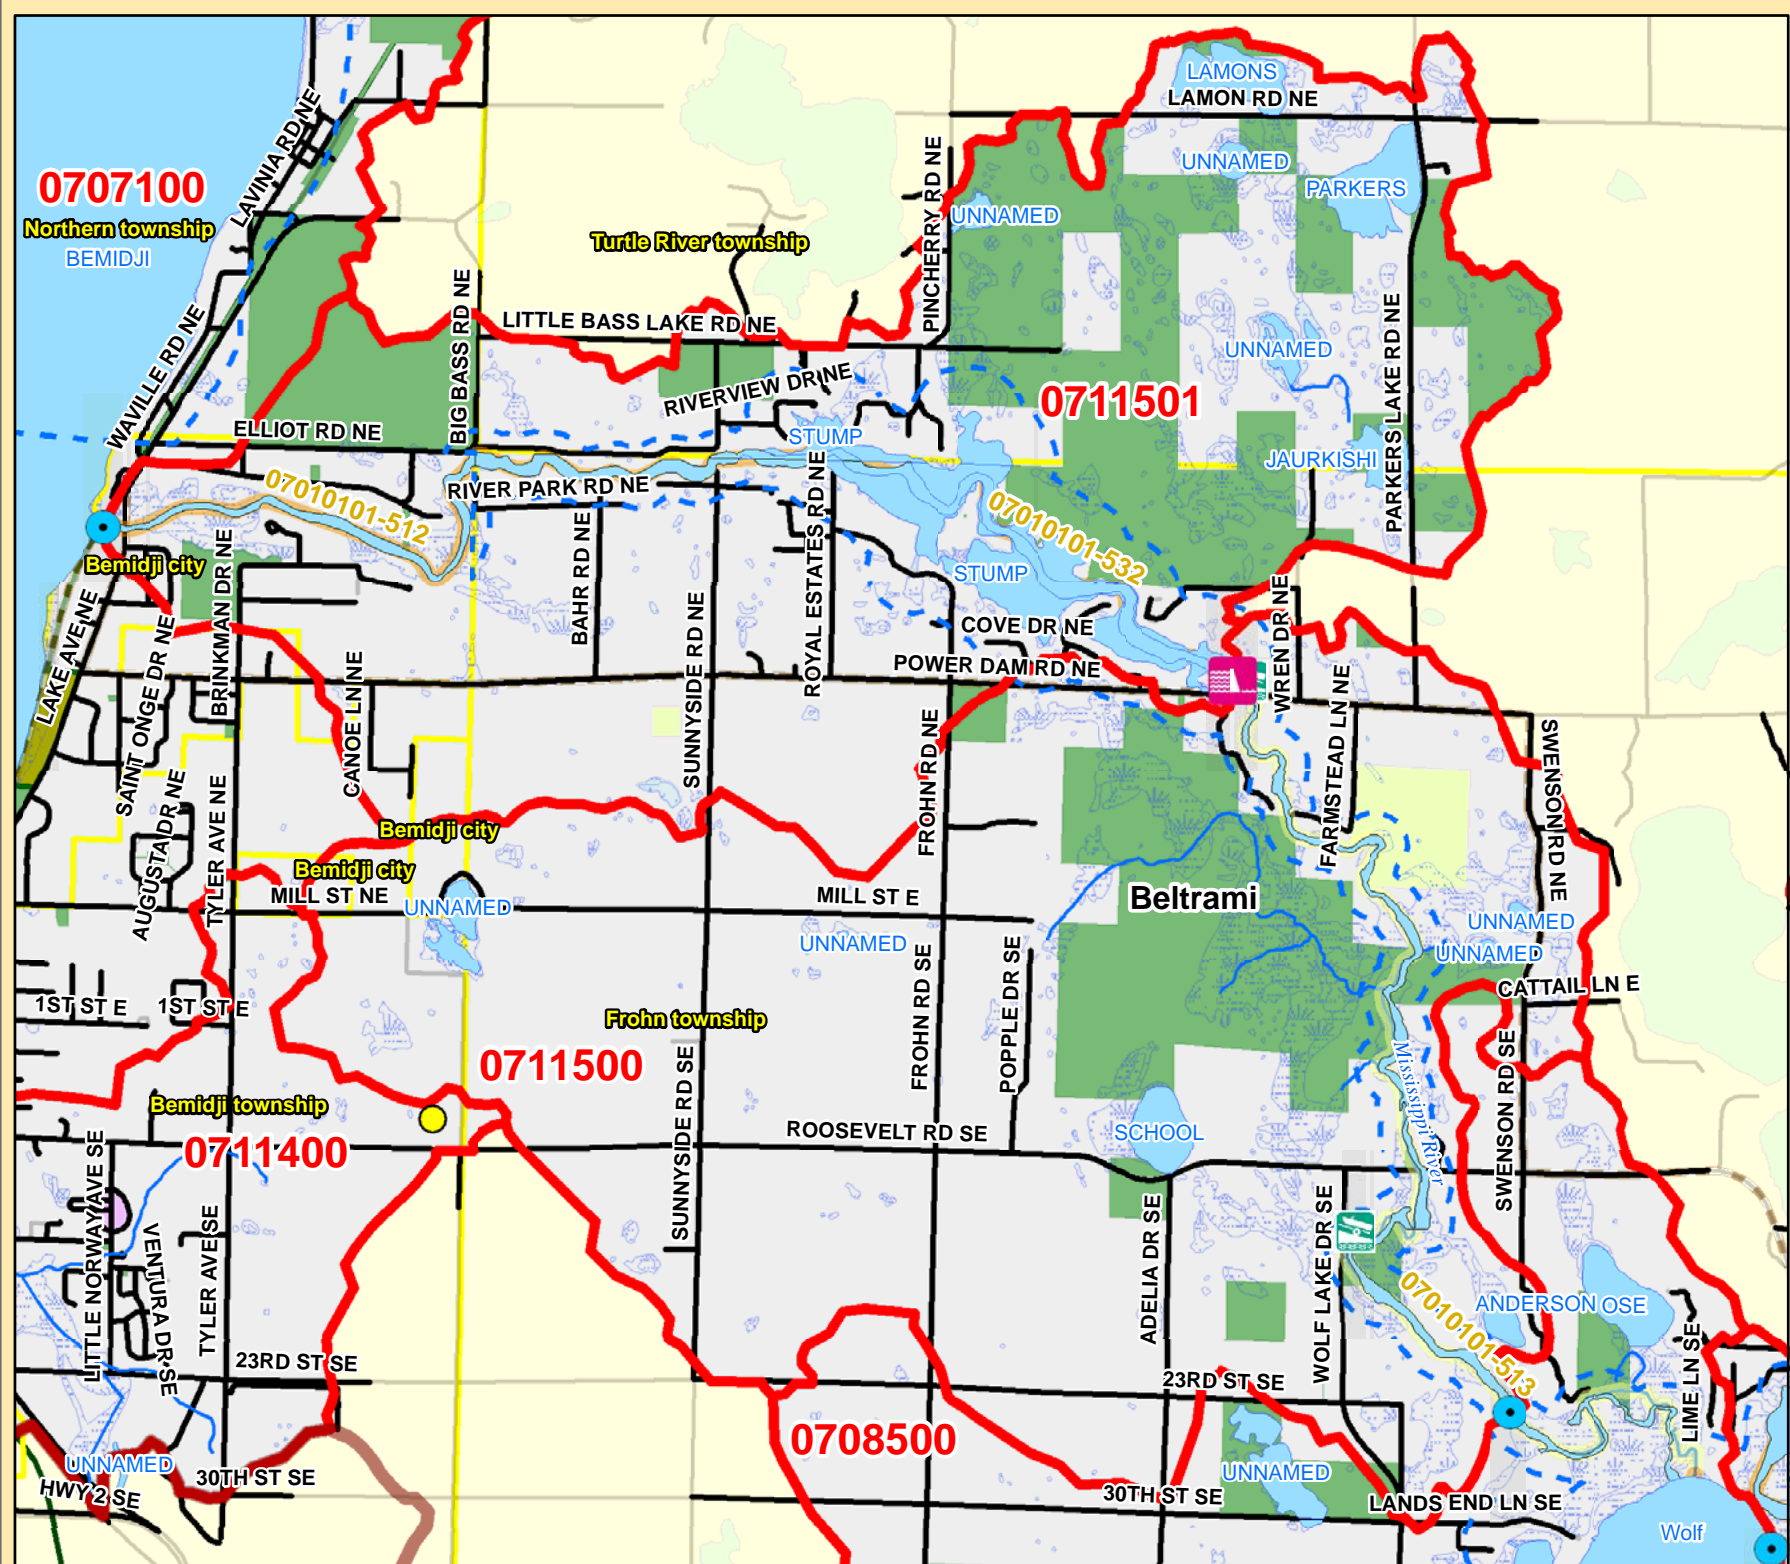 LAMONS
LAMON RD NE
LAVINIA RD NE
0707100
Northern township
BEMIDJI
PINCHERRY RD NE
UNNAMED
PARKERS
UNNAMED
Turtle River township
BIG BASS RD NE
LITTLE BASS LAKE RD NE
WAVILLE RD NE
PARKERS LAKE RD NE
UNNAMED
RIVERVIEW DR NE
0711501
ELLIOT RD NE
STUMP
JAURKISHI
07010101-512
RIVER PARK RD NE
ROYAL ESTATES RD NE
07010101-532
BAHR RD NE
Bemidji city
BRINKMAN DR NE
STUMP
SUNNYSIDE RD NE
WREN DR NE
LAKE AVE NE
SAINT ONGE DR NE
COVE DR NE
POWER DAM RD NE
CANOE LN NE
FARMSTEAD LN NE
FROHN RD NE
SWENSON RD NE
AUGUSTA DR NE
TYLER AVE NE
Bemidji city
Bemidji city
MILL ST NE
UNNAMED
MILL ST E
Beltrami
UNNAMED
UNNAMED
UNNAMED
FROHN RD SE
POPPLE DR SE
CATTAIL LN E
1ST ST E
1ST ST E
Frohn township
0711500
SUNNYSIDE RD SE
SWENSON RD SE
Mississippi River
Bemidji township
0711400
ROOSEVELT RD SE
SCHOOL
LITTLE NORWAY AVE SE
VENTURA DR SE
TYLER AVE SE
ADELIA DR SE
WOLF LAKE DR SE
07010101-513
ANDERSON
OSE
LIME LN SE
23RD ST SE
23RD ST SE
0708500
UNNAMED
HWY 2 SE
30TH ST SE
UNNAMED
30TH ST SE
LANDS END LN SE
Wolf